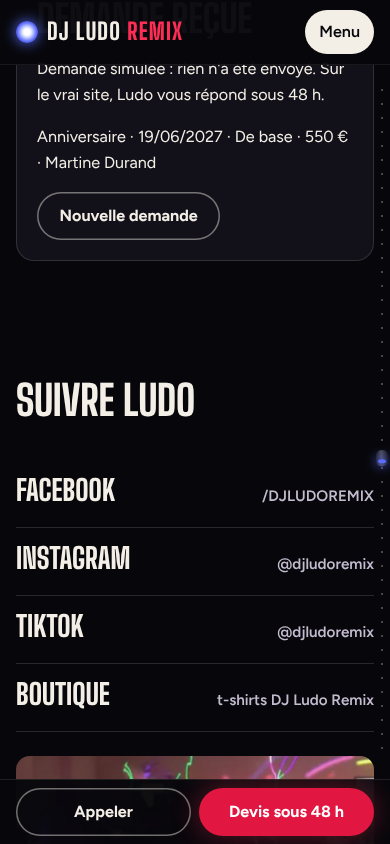 DEMANDE REÇUE
DJ LUDO REMIX
Menu
Demande simulée : rien n'a été envoyé. Sur
le vrai site, Ludo vous répond sous 48 h.
Anniversaire · 19/06/2027 · De base · 550 €
· Martine Durand
Nouvelle demande
SUIVRE LUDO
FACEBOOK
/DJLUDOREMIX
INSTAGRAM
@djludoremix
TIKTOK
@djludoremix
BOUTIQUE
t-shirts DJ Ludo Remix
Appeler
Devis sous 48 h